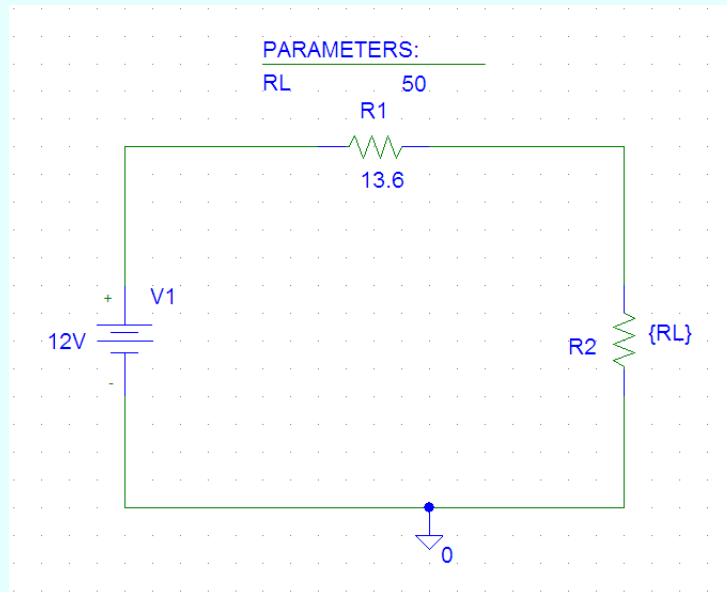 PARAMETERS:
RL 50
R1
13.6
+
V1
12V
R2
{RL}
-
0